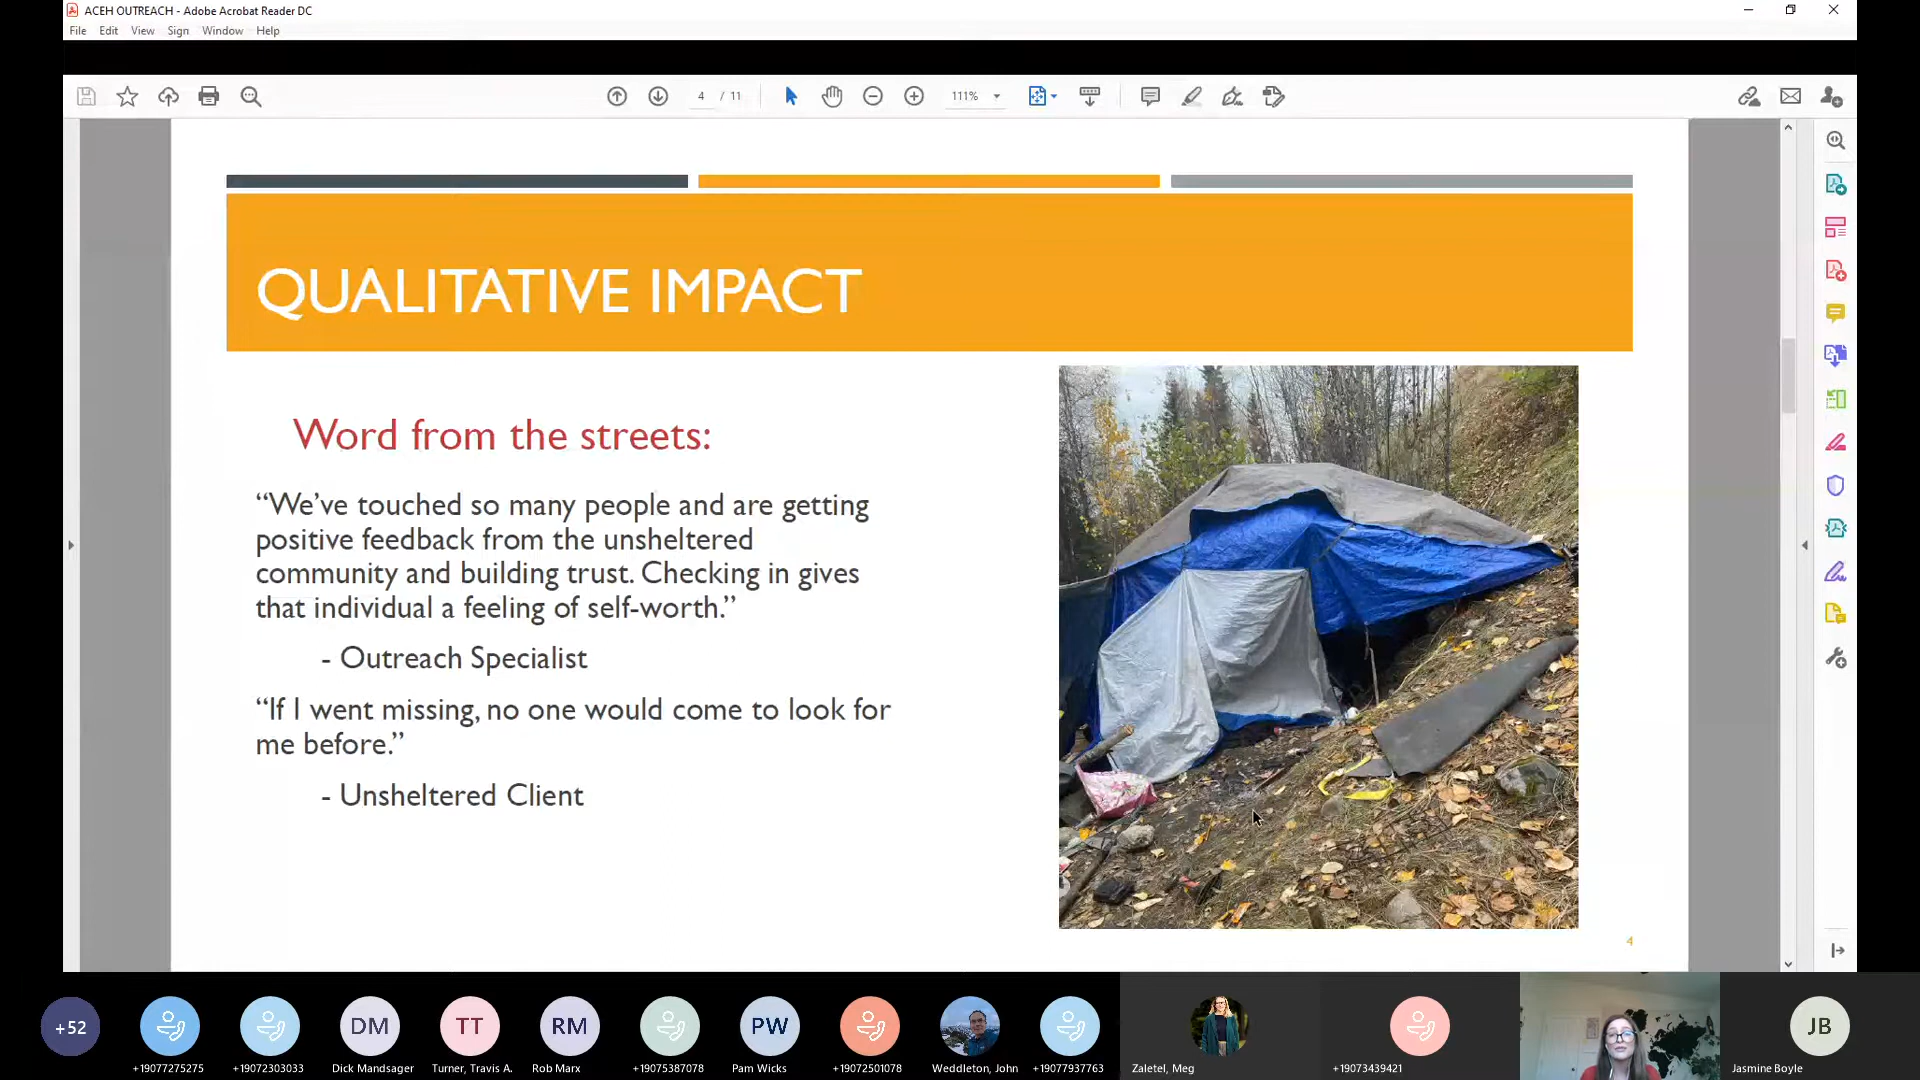 ACEH OUTREACH - Adobe Acrobat Reader DC
File Edit View Sign Window Help
4 / 11
111%
QUALITATIVE IMPACT
Word from the streets:
“We’ve touched so many people and are getting
positive feedback from the unsheltered
community and building trust. Checking in gives
that individual a feeling of self-worth.”
- Outreach Specialist
“If I went missing, no one would come to look for
me before.”
- Unsheltered Client
4
+52
DM
TT
RM
PW
JB
+19077275275
+19072303033
Dick Mandsager
Turner, Travis A.
Rob Marx
+19075387078
Pam Wicks
+19072501078
Weddleton, John
+19077937763
Zaletel, Meg
+19073439421
Jasmine Boyle